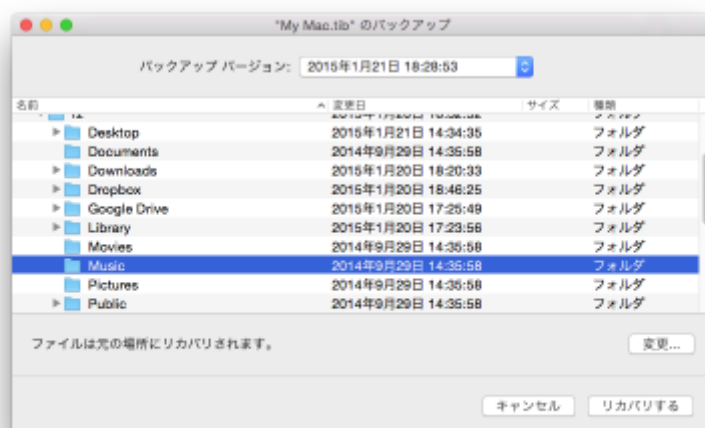 "My Mac.tib" のバックアップ
バックアップ バージョン: 2015年1月21日 18:28:53
名前 変更日 サイズ 種類
Desktop 2015年1月21日 14:34:35 フォルダ
Documents 2014年9月29日 14:35:58 フォルダ
Downloads 2015年1月20日 18:20:33 フォルダ
Dropbox 2015年1月20日 18:46:25 フォルダ
Google Drive 2015年1月20日 17:25:49 フォルダ
Library 2015年1月20日 17:23:56 フォルダ
Movies 2014年9月29日 14:35:58 フォルダ
Music 2014年9月29日 14:35:58 フォルダ
Pictures 2014年9月29日 14:35:58 フォルダ
Public 2014年9月29日 14:35:58 フォルダ
ファイルは元の場所にリカバリされます。 変更...
キャンセル リカバリする